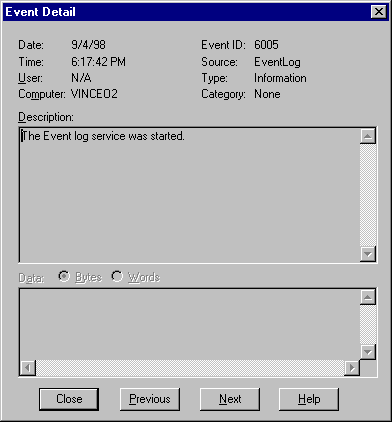 Event Detail
Date: 9/4/98 Event ID: 6005
Time: 6:17:42 PM Source: EventLog
User: N/A Type: Information
Computer: VINCEO2 Category: None
Description:
The Event log service was started.
Data: Bytes Words
Close Previous Next Help